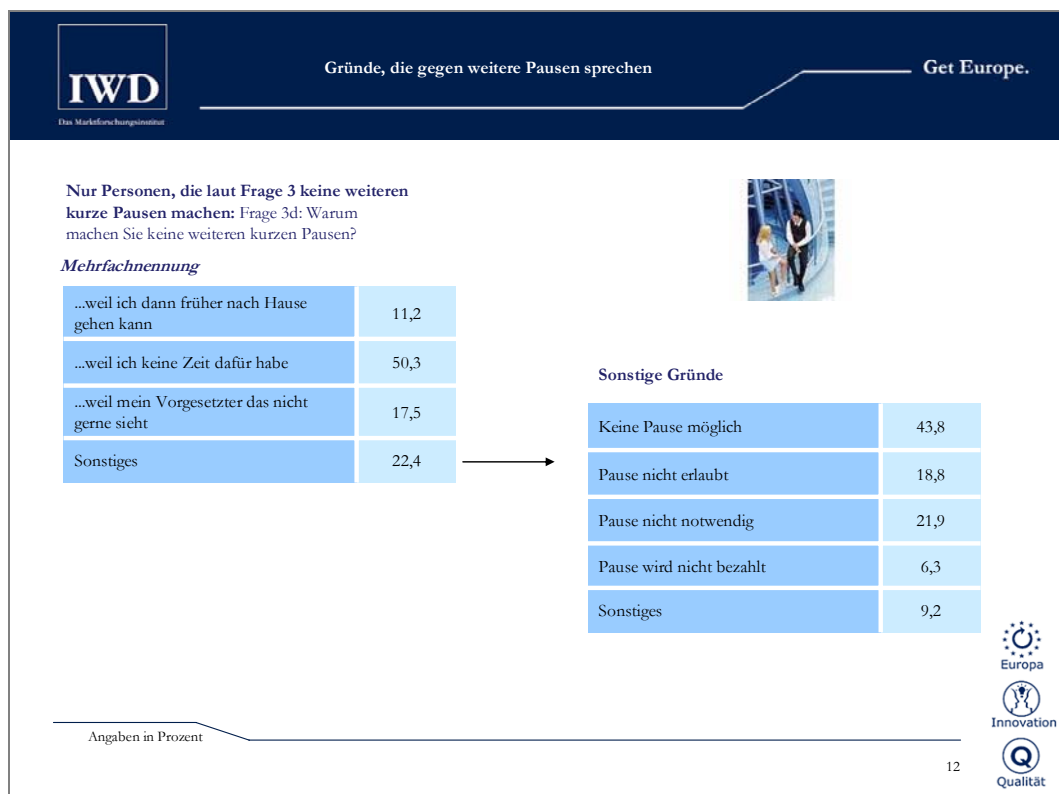 IWD
Das Marktforschungsinstitut
Gründe, die gegen weitere Pausen sprechen
Get Europe.
Nur Personen, die laut Frage 3 keine weiteren
kurze Pausen machen: Frage 3d: Warum
machen Sie keine weiteren kurzen Pausen?
Mehrfachnennung
...weil ich dann früher nach Hause
gehen kann
11,2
...weil ich keine Zeit dafür habe
50,3
...weil mein Vorgesetzter das nicht
gerne sieht
17,5
Sonstiges
22,4
Sonstige Gründe
Keine Pause möglich
43,8
Pause nicht erlaubt
18,8
Pause nicht notwendig
21,9
Pause wird nicht bezahlt
6,3
Sonstiges
9,2
Europa
Innovation
Q
Qualität
Angaben in Prozent
12